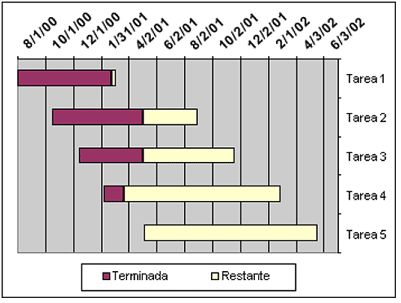 8/1/00
10/1/00
12/1/00
1/31/01
4/2/01
6/2/01
8/2/01
10/2/01
12/2/01
2/1/02
4/3/02
6/3/02
Tarea 1
Tarea 2
Tarea 3
Tarea 4
Tarea 5
Terminada
Restante